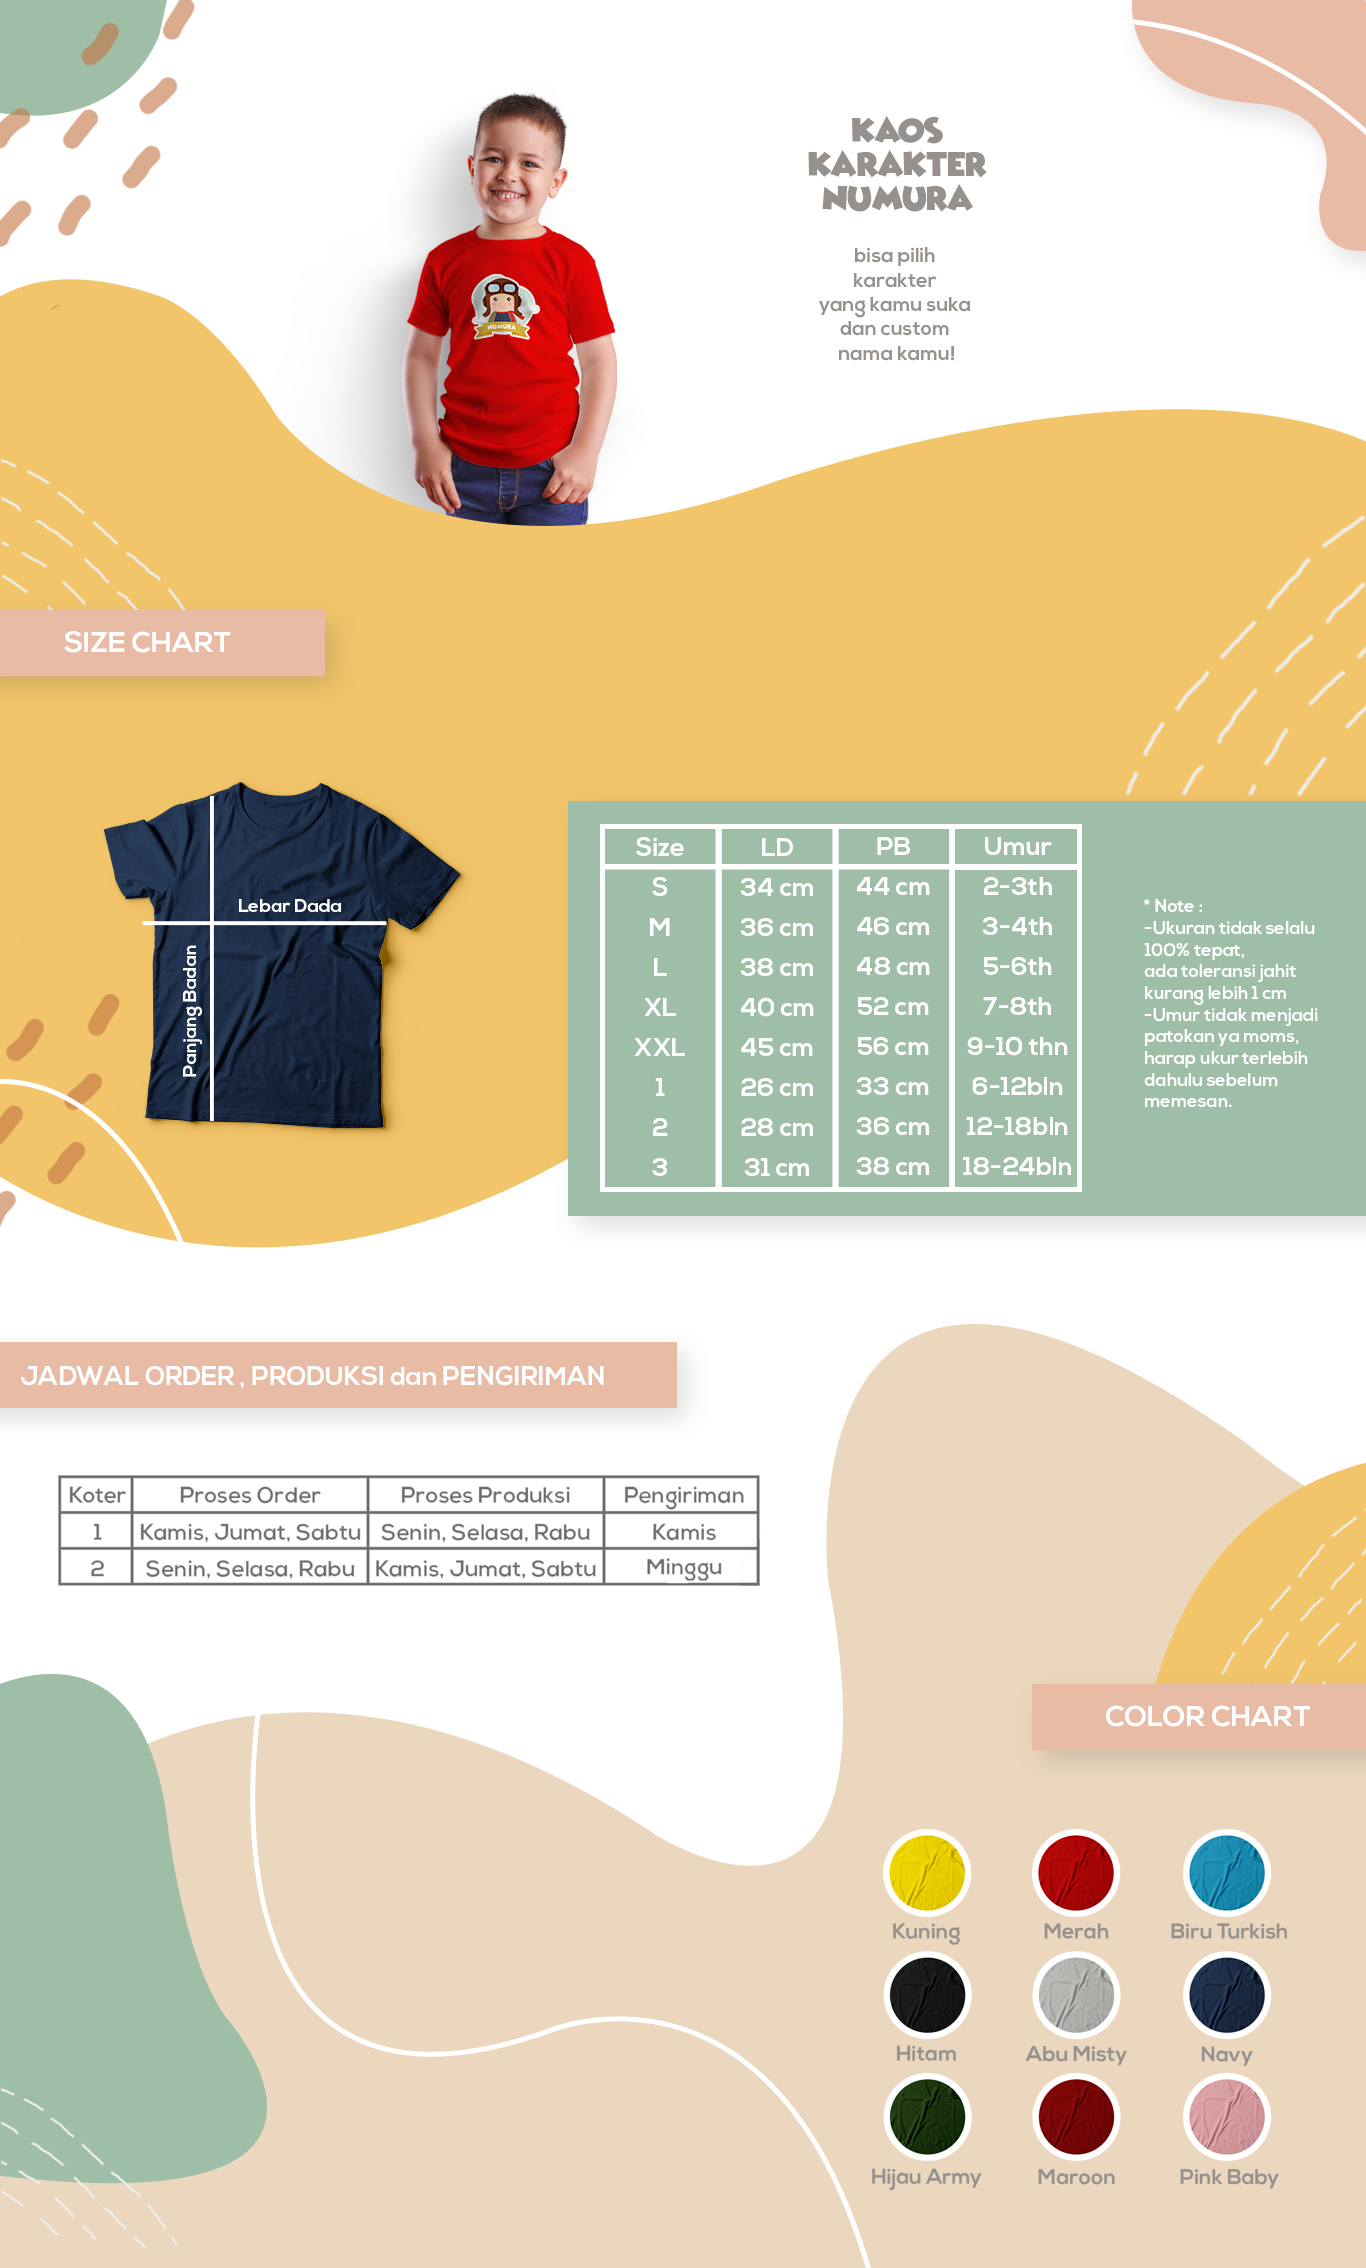 KAOS
KARAKTER
NUMURA
bisa pilih
karakter
yang kamu suka
dan custom
nama kamu!
NUMURA
SIZE CHART
Lebar Dada
Panjang Badan
Size LD PB Umur
S 34 cm 44 cm 2-3th
M 36 cm 46 cm 3-4th
L 38 cm 48 cm 5-6th
XL 40 cm 52 cm 7-8th
XXL 45 cm 56 cm 9-10 thn
1 26 cm 33 cm 6-12bln
2 28 cm 36 cm 12-18bln
3 31 cm 38 cm 18-24bln
* Note :
-Ukuran tidak selalu
100% tepat,
ada toleransi jahit
kurang lebih 1 cm
-Umur tidak menjadi
patokan ya moms,
harap ukur terlebih
dahulu sebelum
memesan.
JADWAL ORDER , PRODUKSI dan PENGIRIMAN
Koter Proses Order Proses Produksi Pengiriman
1 Kamis, Jumat, Sabtu Senin, Selasa, Rabu Kamis
2 Senin, Selasa, Rabu Kamis, Jumat, Sabtu Minggu
COLOR CHART
Kuning Merah Biru Turkish
Hitam Abu Misty Navy
Hijau Army Maroon Pink Baby